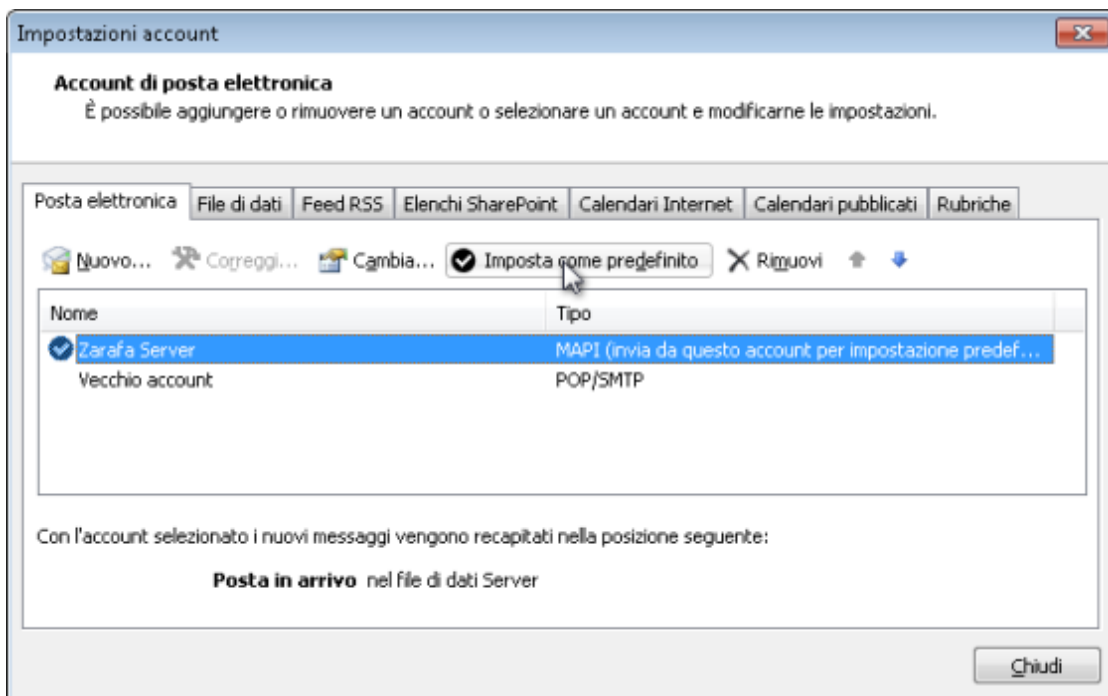 Impostazioni account
Account di posta elettronica
È possibile aggiungere o rimuovere un account o selezionare un account e modificarne le impostazioni.
Posta elettronica File di dati Feed RSS Elenchi SharePoint Calendari Internet Calendari pubblicati Rubriche
Nuovo... Correggi... Cambia... Imposta come predefinito Rimuovi
Nome Tipo
Zarafa Server MAPI (invia da questo account per impostazione predef...
Vecchio account POP/SMTP
Con l'account selezionato i nuovi messaggi vengono recapitati nella posizione seguente:
Posta in arrivo nel file di dati Server
Chiudi